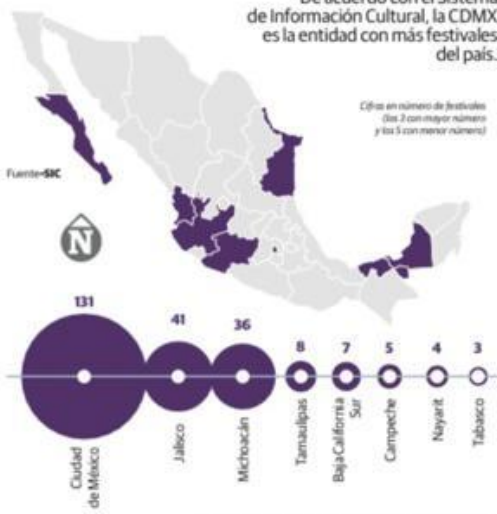 De acuerdo con el Sistema
de Información Cultural, la CDMX
es la entidad con más festivales
del país.
Cifras en número de festivales
(los 3 con mayor número
y los 5 con menor número)
Fuente•SIC
N
131
41
36
8
7
5
4
3
Ciudad
de México
Jalisco
Michoacán
Tamaulipas
Baja California
Sur
Campeche
Nayarit
Tabasco